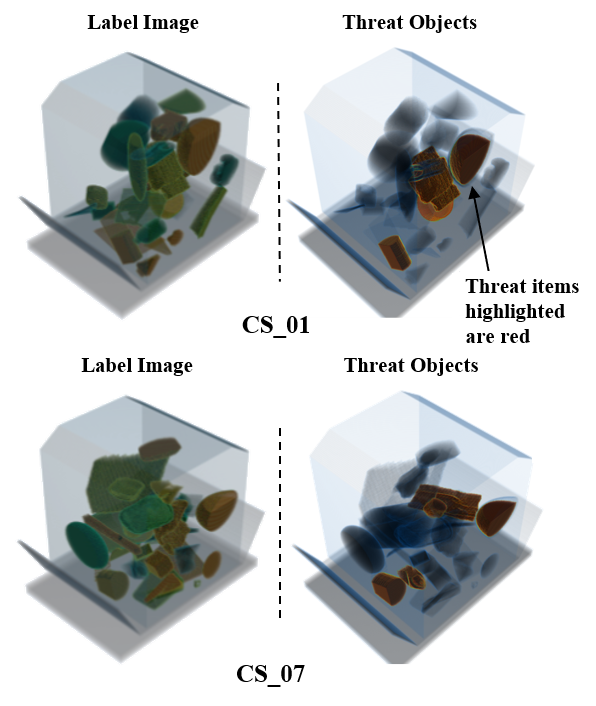 Label Image
Threat Objects
Threat items
highlighted
are red
CS_01
Label Image
Threat Objects
CS_07